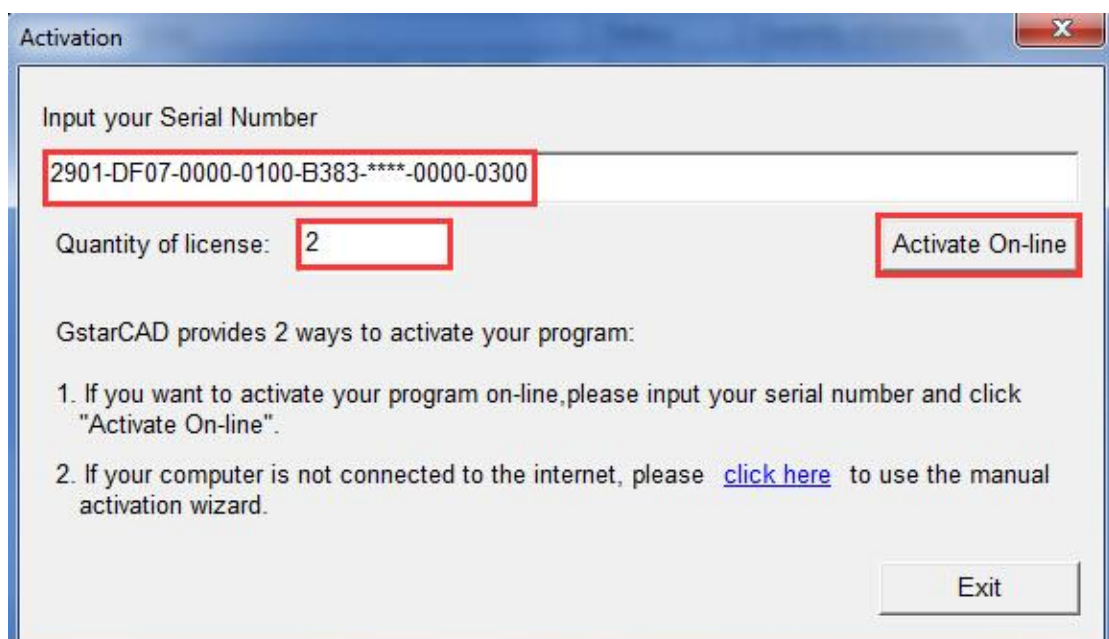 Activation
Input your Serial Number
2901-DF07-0000-0100-B383-****-0000-0300
Quantity of license: 2
Activate On-line
GstarCAD provides 2 ways to activate your program:
1. If you want to activate your program on-line,please input your serial number and click
"Activate On-line".
2. If your computer is not connected to the internet, please click here to use the manual
activation wizard.
Exit